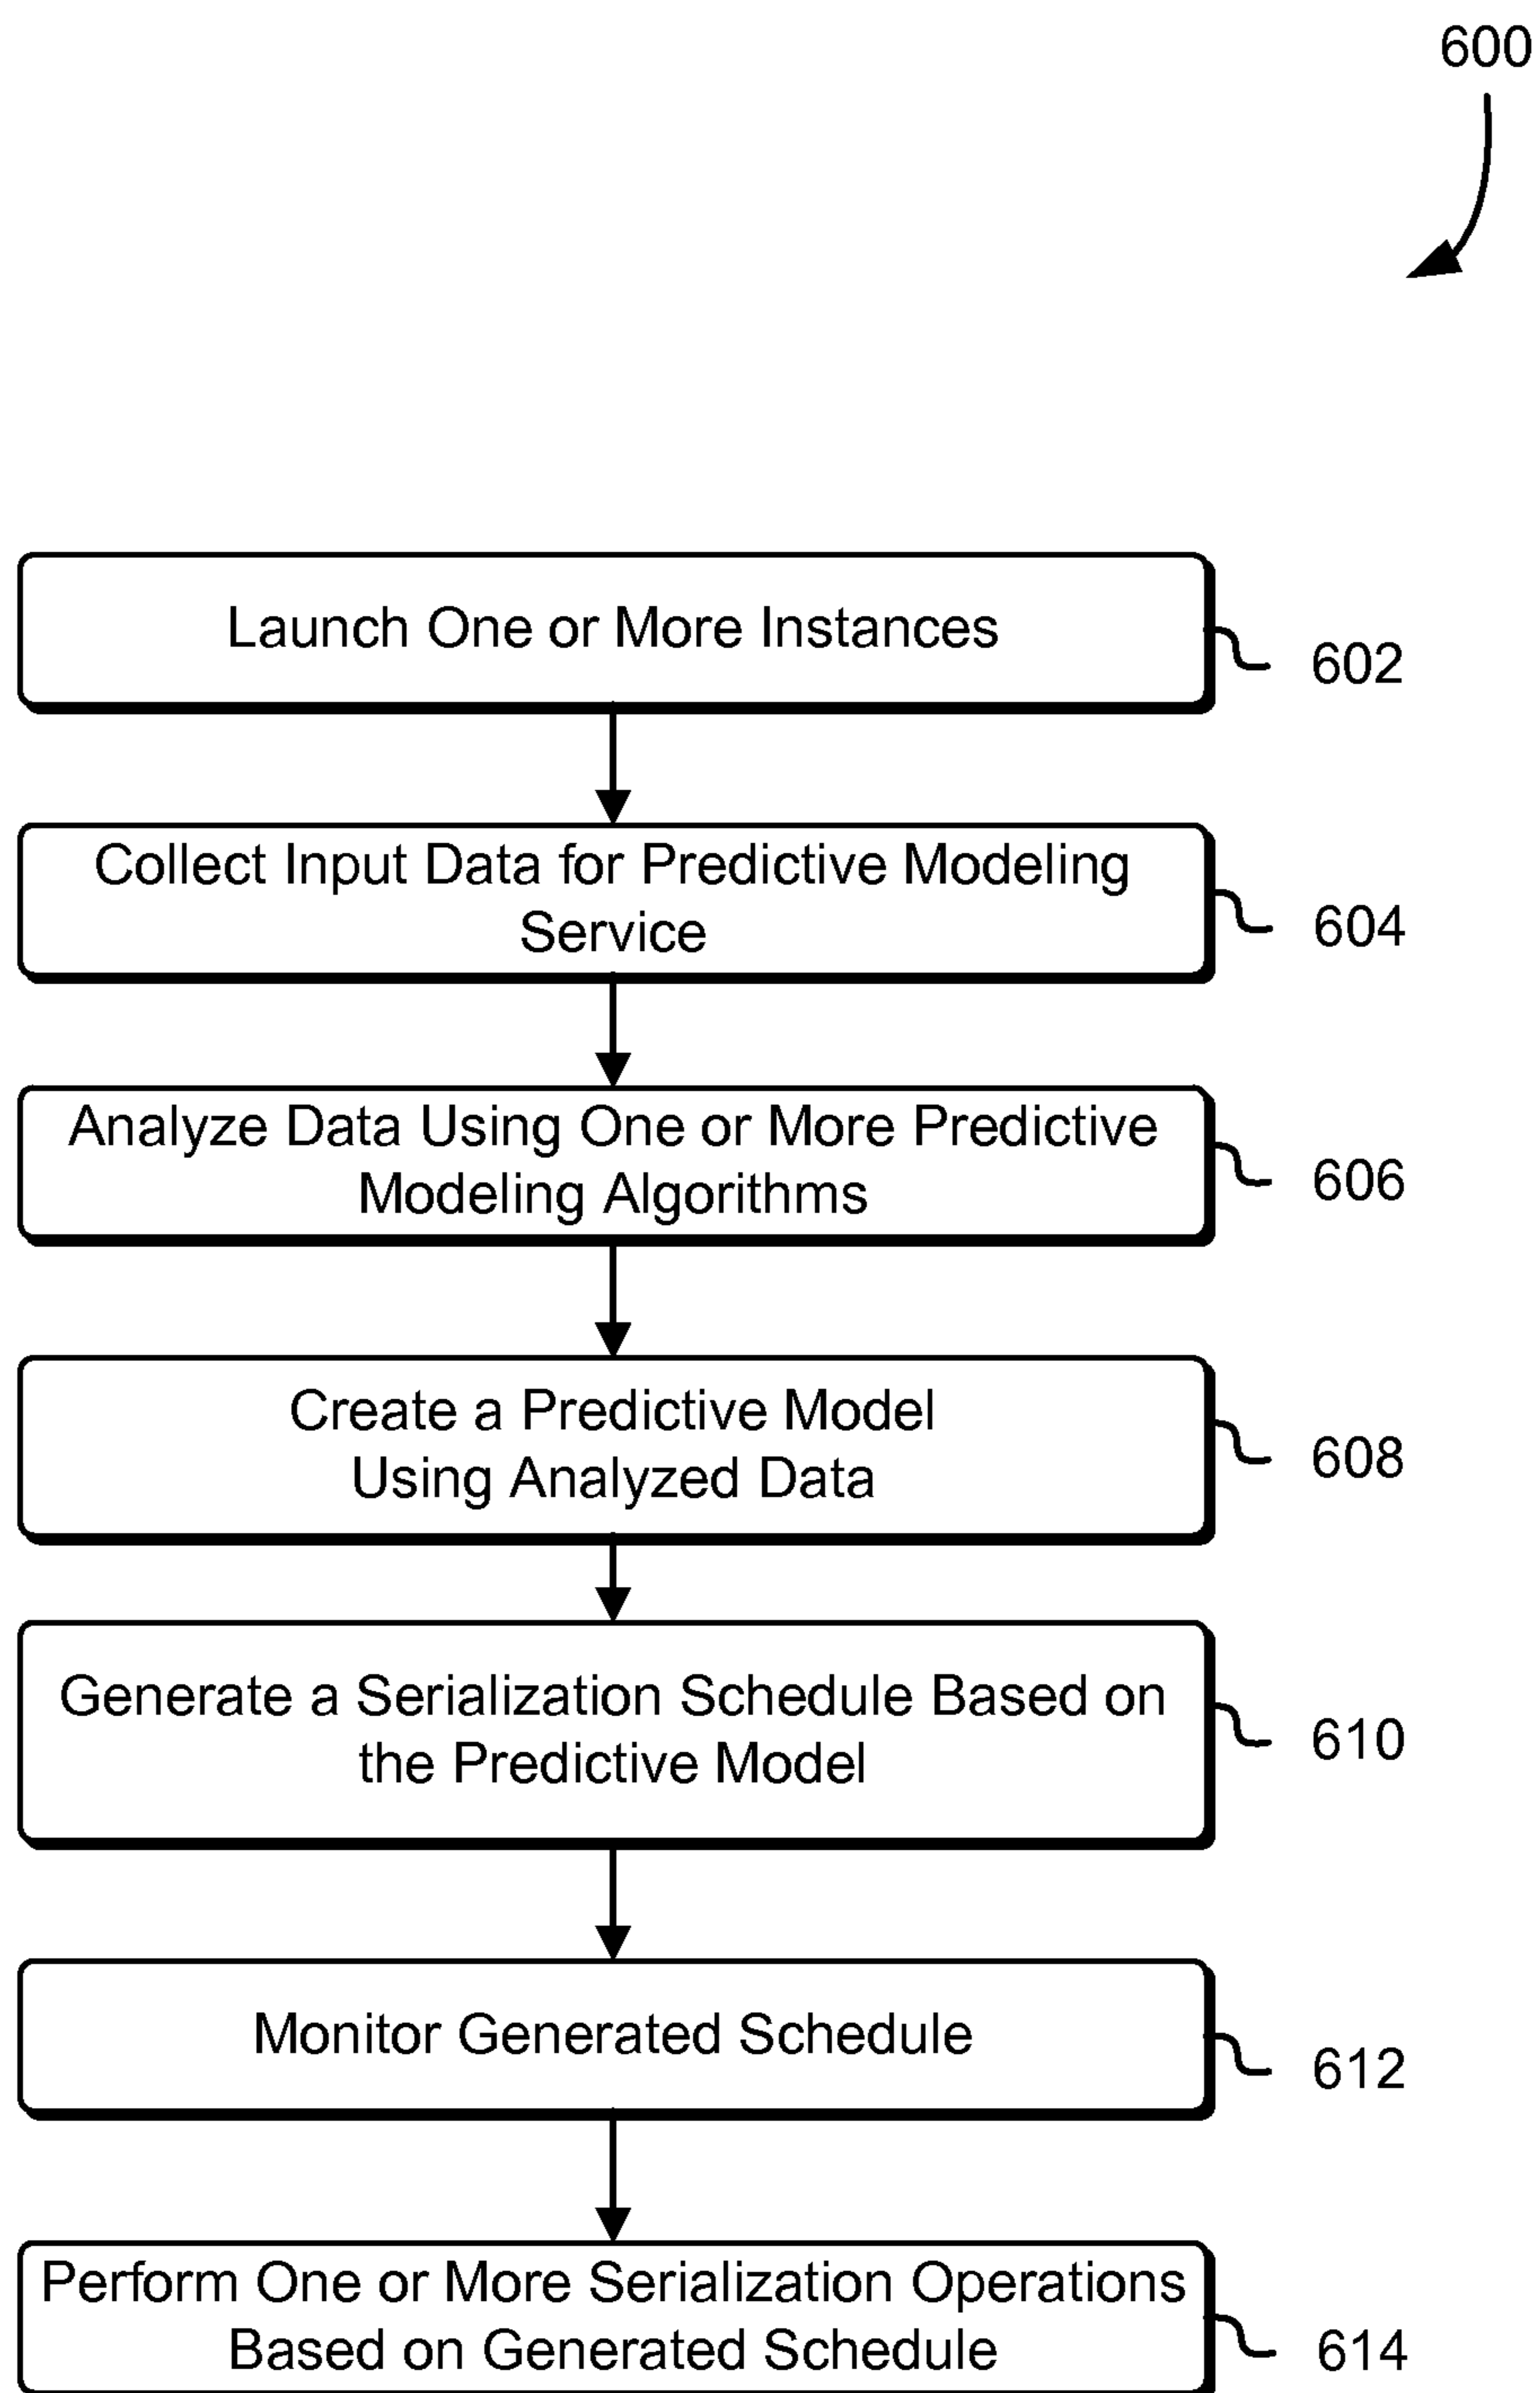 600
Launch One or More Instances
602
Collect Input Data for Predictive Modeling
Service
604
Analyze Data Using One or More Predictive
Modeling Algorithms
606
Create a Predictive Model
Using Analyzed Data
608
Generate a Serialization Schedule Based on
the Predictive Model
610
Monitor Generated Schedule
612
Perform One or More Serialization Operations
Based on Generated Schedule
614